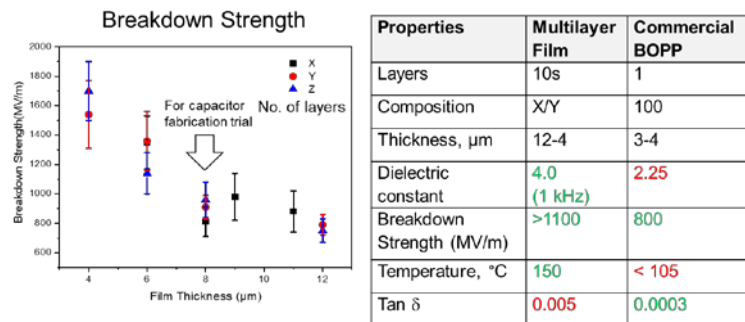 Breakdown Strength
2000
1800
1600
1400
1200
1000
800
600
Breakdown Strength(MV/m)
X
Y
Z
No. of layers
For capacitor
fabrication trial
4 6 8 10 12
Film Thickness (μm)
Properties Multilayer Film Commercial BOPP
Layers 10s 1
Composition X/Y 100
Thickness, μm 12-4 3-4
Dielectric constant 4.0 (1 kHz) 2.25
Breakdown Strength (MV/m) >1100 800
Temperature, °C 150 < 105
Tan δ 0.005 0.0003